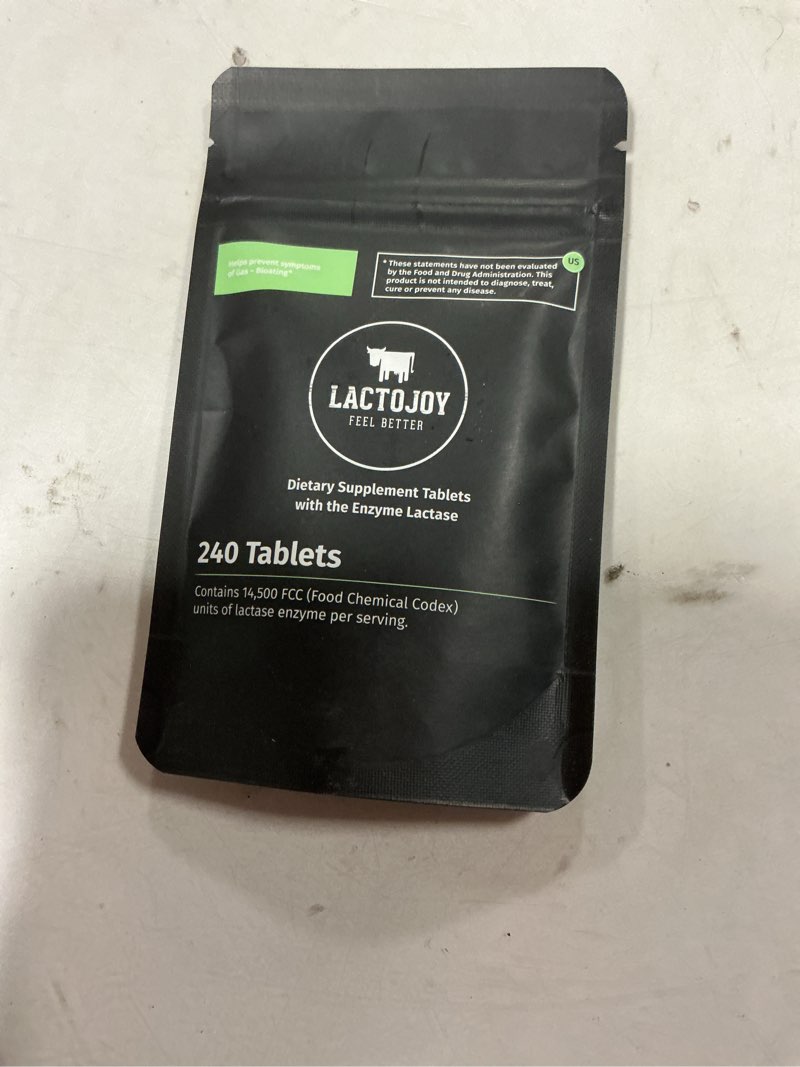 Helps prevent symptoms
of Gas – Bloating*
* These statements have not been evaluated
by the Food and Drug Administration. This
product is not intended to diagnose, treat,
cure or prevent any disease.
US
LACTOJOY
FEEL BETTER
Dietary Supplement Tablets
with the Enzyme Lactase
240 Tablets
Contains 14,500 FCC (Food Chemical Codex)
units of lactase enzyme per serving.